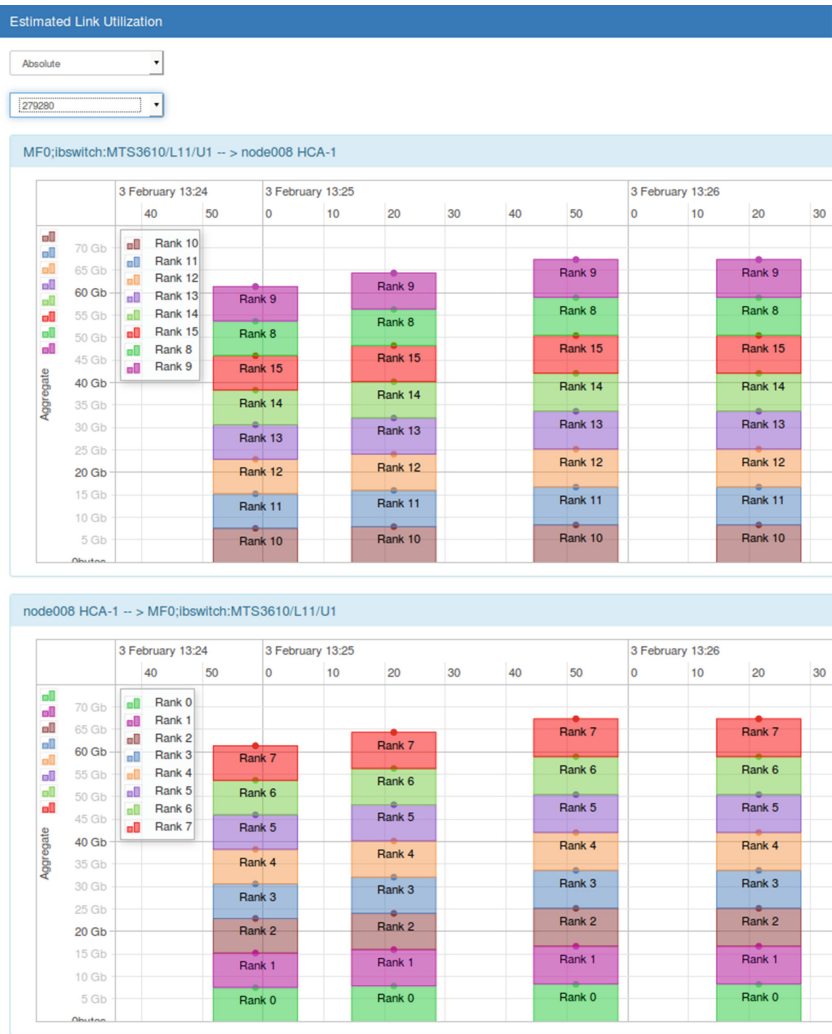 Estimated Link Utilization
Absolute
279280
MF0;ibswitch:MTS3610/L11/U1 -- > node008 HCA-1
3 February 13:24 3 February 13:25 3 February 13:26
40 50 0 10 20 30 40 50 0 10 20 30
70 Gb
65 Gb
60 Gb
55 Gb
50 Gb
45 Gb
40 Gb
35 Gb
30 Gb
25 Gb
20 Gb
15 Gb
10 Gb
5 Gb
0bytes
Aggregate
Rank 10
Rank 11
Rank 12
Rank 13
Rank 14
Rank 15
Rank 8
Rank 9
Rank 9 Rank 9 Rank 9 Rank 9
Rank 8 Rank 8 Rank 8 Rank 8
Rank 15 Rank 15 Rank 15 Rank 15
Rank 14 Rank 14 Rank 14 Rank 14
Rank 13 Rank 13 Rank 13 Rank 13
Rank 12 Rank 12 Rank 12 Rank 12
Rank 11 Rank 11 Rank 11 Rank 11
Rank 10 Rank 10 Rank 10 Rank 10
node008 HCA-1 -- > MF0;ibswitch:MTS3610/L11/U1
3 February 13:24 3 February 13:25 3 February 13:26
40 50 0 10 20 30 40 50 0 10 20 30
70 Gb
65 Gb
60 Gb
55 Gb
50 Gb
45 Gb
40 Gb
35 Gb
30 Gb
25 Gb
20 Gb
15 Gb
10 Gb
5 Gb
0bytes
Aggregate
Rank 0
Rank 1
Rank 2
Rank 3
Rank 4
Rank 5
Rank 6
Rank 7
Rank 7 Rank 7 Rank 7 Rank 7
Rank 6 Rank 6 Rank 6 Rank 6
Rank 5 Rank 5 Rank 5 Rank 5
Rank 4 Rank 4 Rank 4 Rank 4
Rank 3 Rank 3 Rank 3 Rank 3
Rank 2 Rank 2 Rank 2 Rank 2
Rank 1 Rank 1 Rank 1 Rank 1
Rank 0 Rank 0 Rank 0 Rank 0